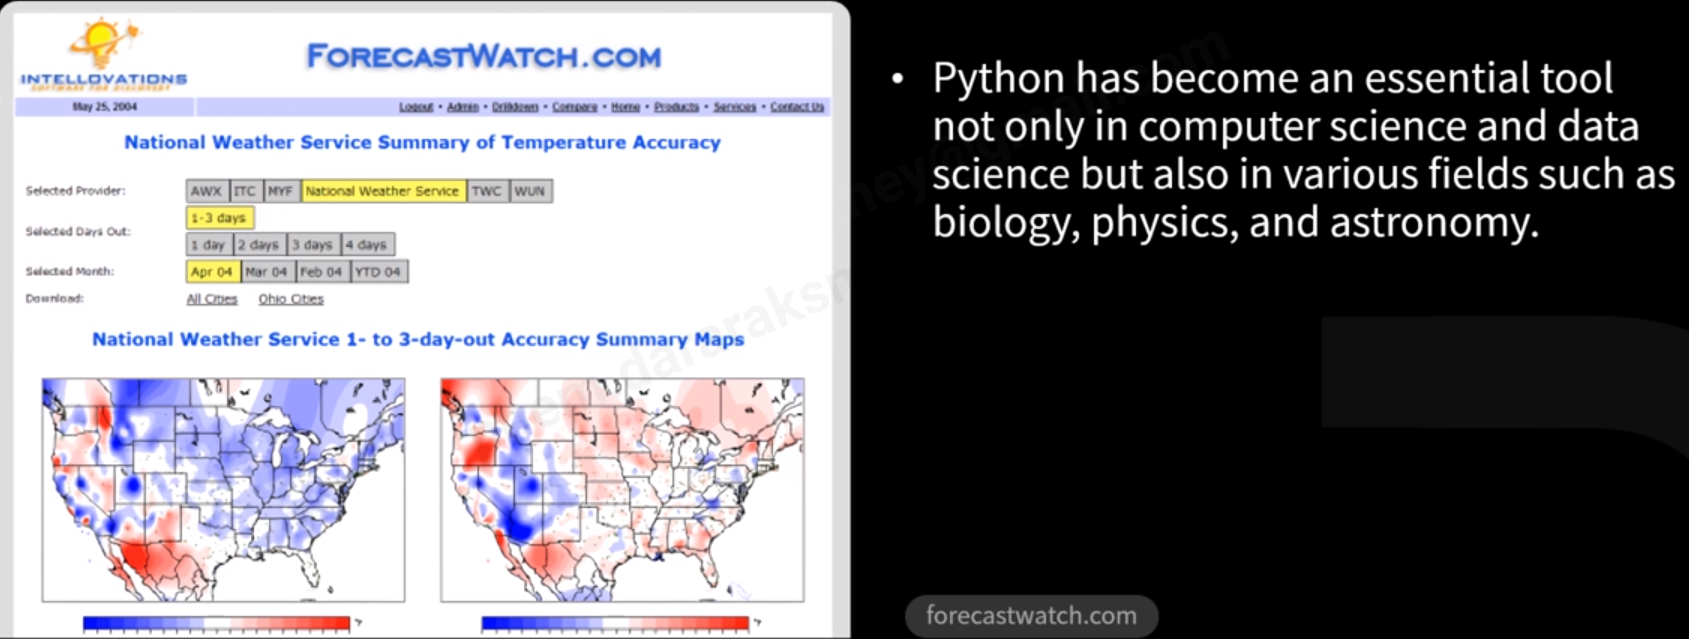 INTELLOVATIONS
SOFTWARE FOR DISCOVERY
FORECASTWATCH.COM
May 25, 2004
Logout • Admin • Drilldown • Compare • Home • Products • Services • Contact Us
National Weather Service Summary of Temperature Accuracy
Selected Provider: AWX ITC MYF National Weather Service TWC WUN
1-3 days
Selected Days Out:
1 day 2 days 3 days 4 days
Selected Month: Apr 04 Mar 04 Feb 04 YTD 04
Download: All Cities Ohio Cities
National Weather Service 1- to 3-day-out Accuracy Summary Maps
°F °F
• Python has become an essential tool
not only in computer science and data
science but also in various fields such as
biology, physics, and astronomy.
forecastwatch.com